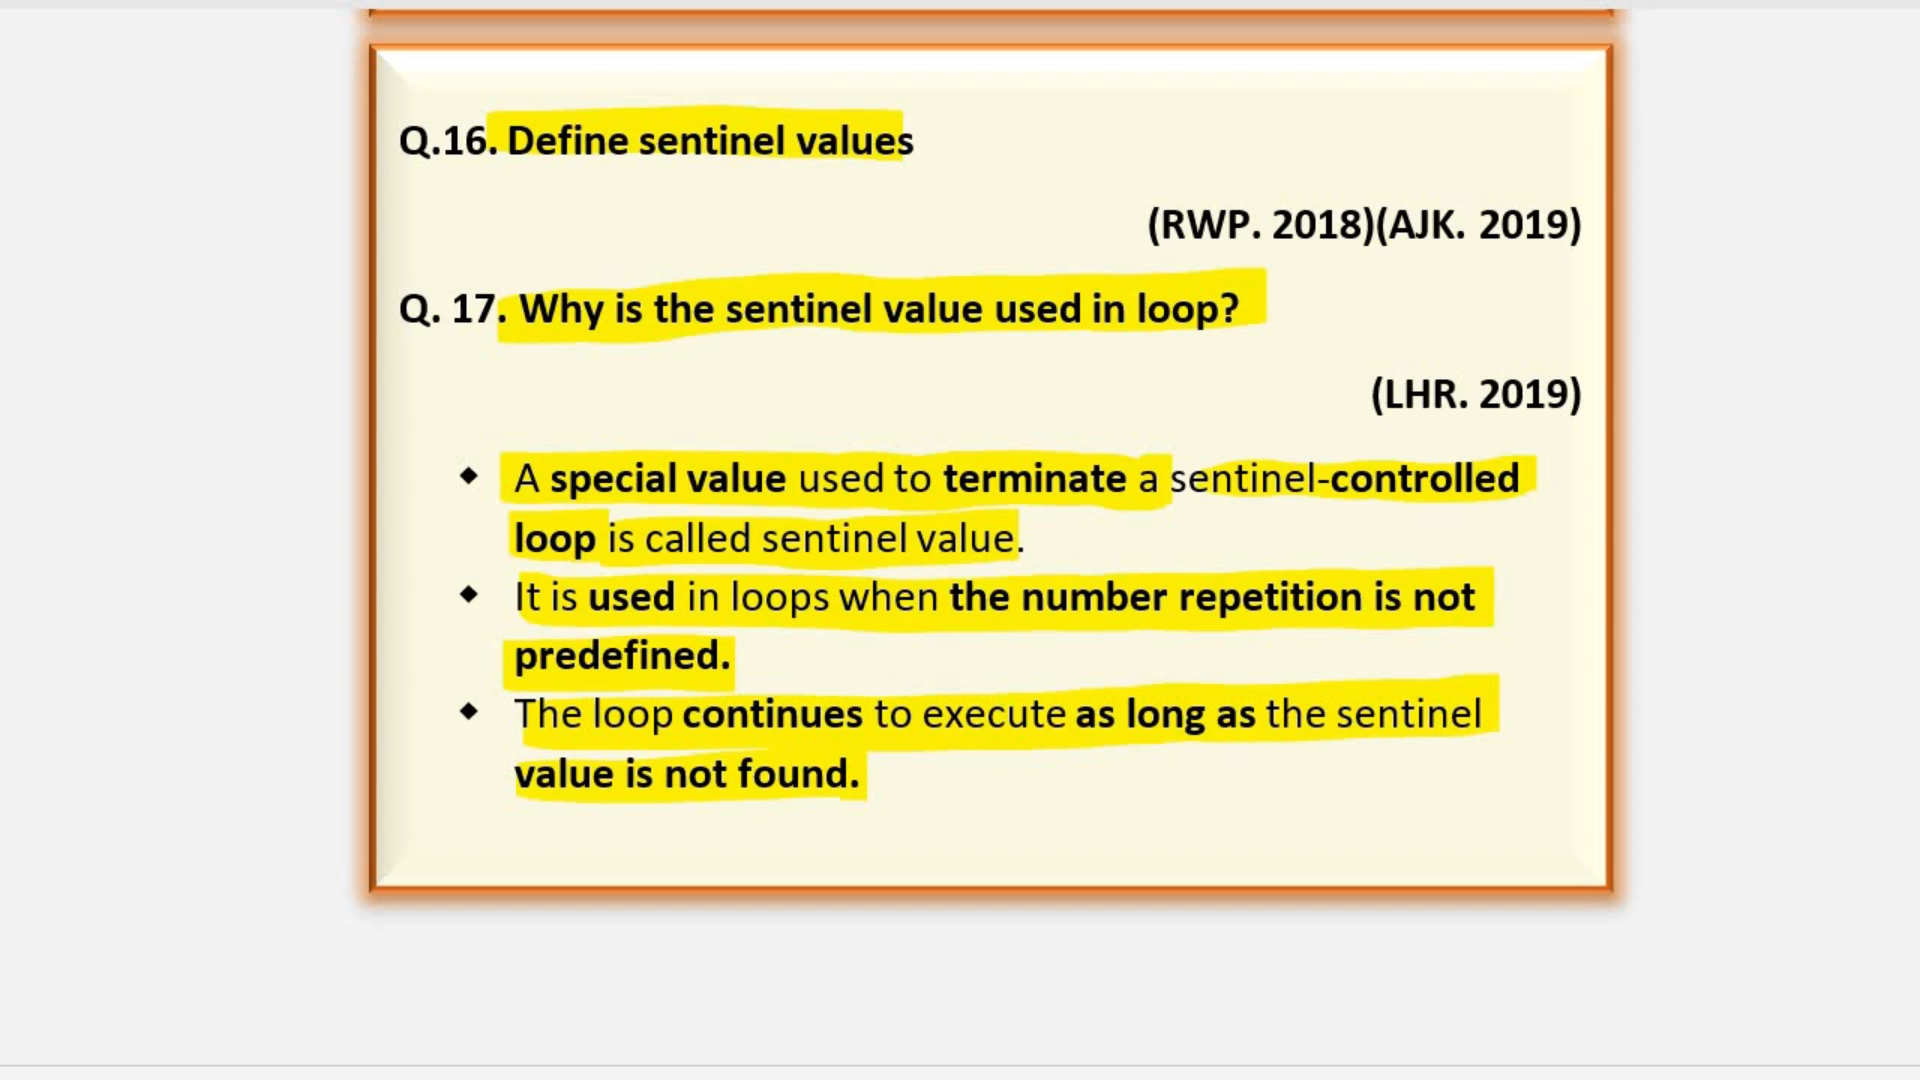 Q.16. Define sentinel values
(RWP. 2018)(AJK. 2019)
Q. 17. Why is the sentinel value used in loop?
(LHR. 2019)
◆ A special value used to terminate a sentinel-controlled
loop is called sentinel value.
◆ It is used in loops when the number repetition is not
predefined.
◆ The loop continues to execute as long as the sentinel
value is not found.